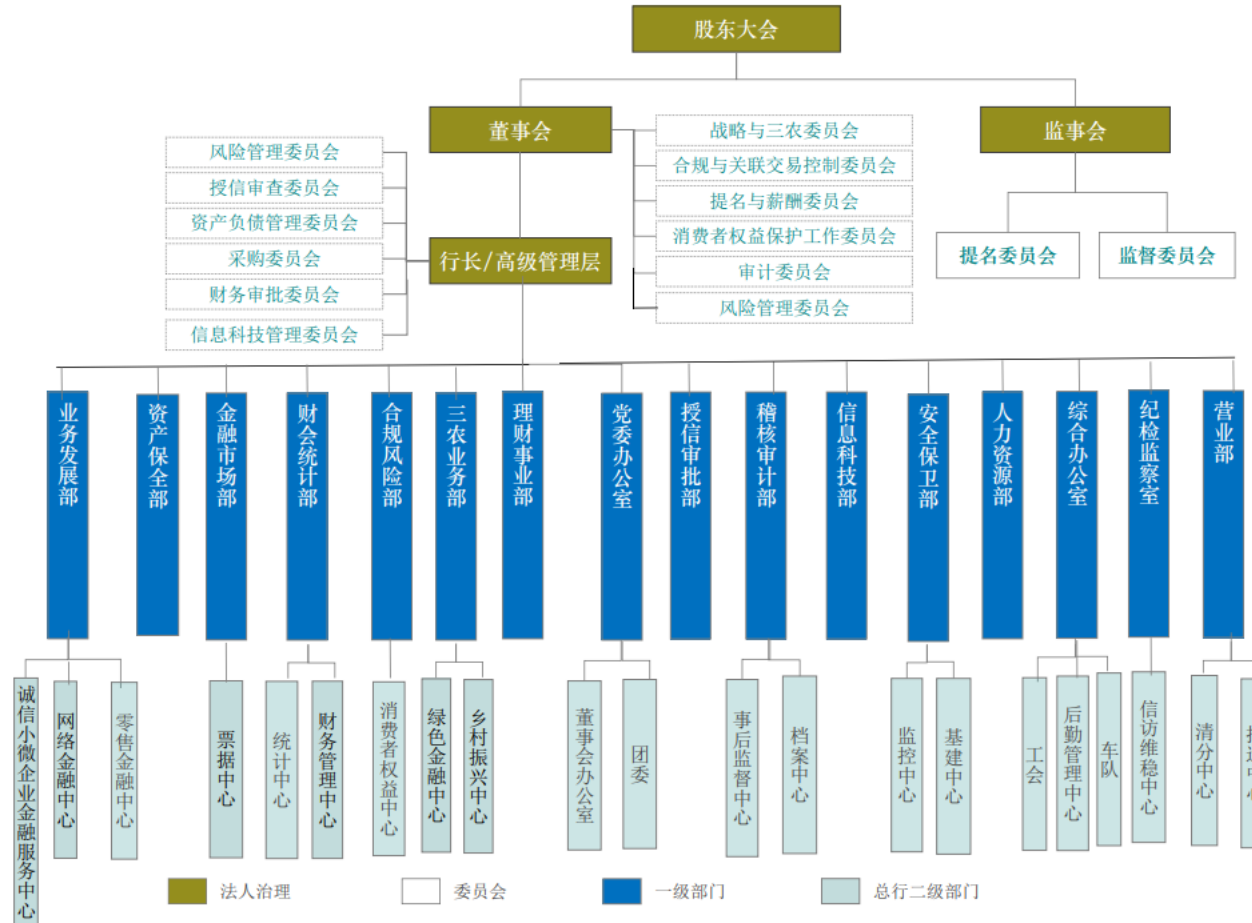 股东大会
董事会
监事会
风险管理委员会
授信审查委员会
资产负债管理委员会
采购委员会
财务审批委员会
信息科技管理委员会
行长/高级管理层
战略与三农委员会
合规与关联交易控制委员会
提名与薪酬委员会
消费者权益保护工作委员会
审计委员会
风险管理委员会
提名委员会
监督委员会
业务发展部
资产保全部
金融市场部
财会统计部
合规风险部
三农业务部
理财事业部
党委办公室
授信审批部
稽核审计部
信息科技部
安全保卫部
人力资源部
综合办公室
纪检监察室
营业部
诚信小微企业金融服务中心
网络金融中心
零售金融中心
票据中心
统计中心
财务管理中心
消费者权益中心
绿色金融中心
乡村振兴中心
董事会办公室
团委
事后监督中心
档案中心
监控中心
基建中心
工会
后勤管理中心
车队
信访维稳中心
清分中心
中心
法人治理
委员会
一级部门
总行二级部门